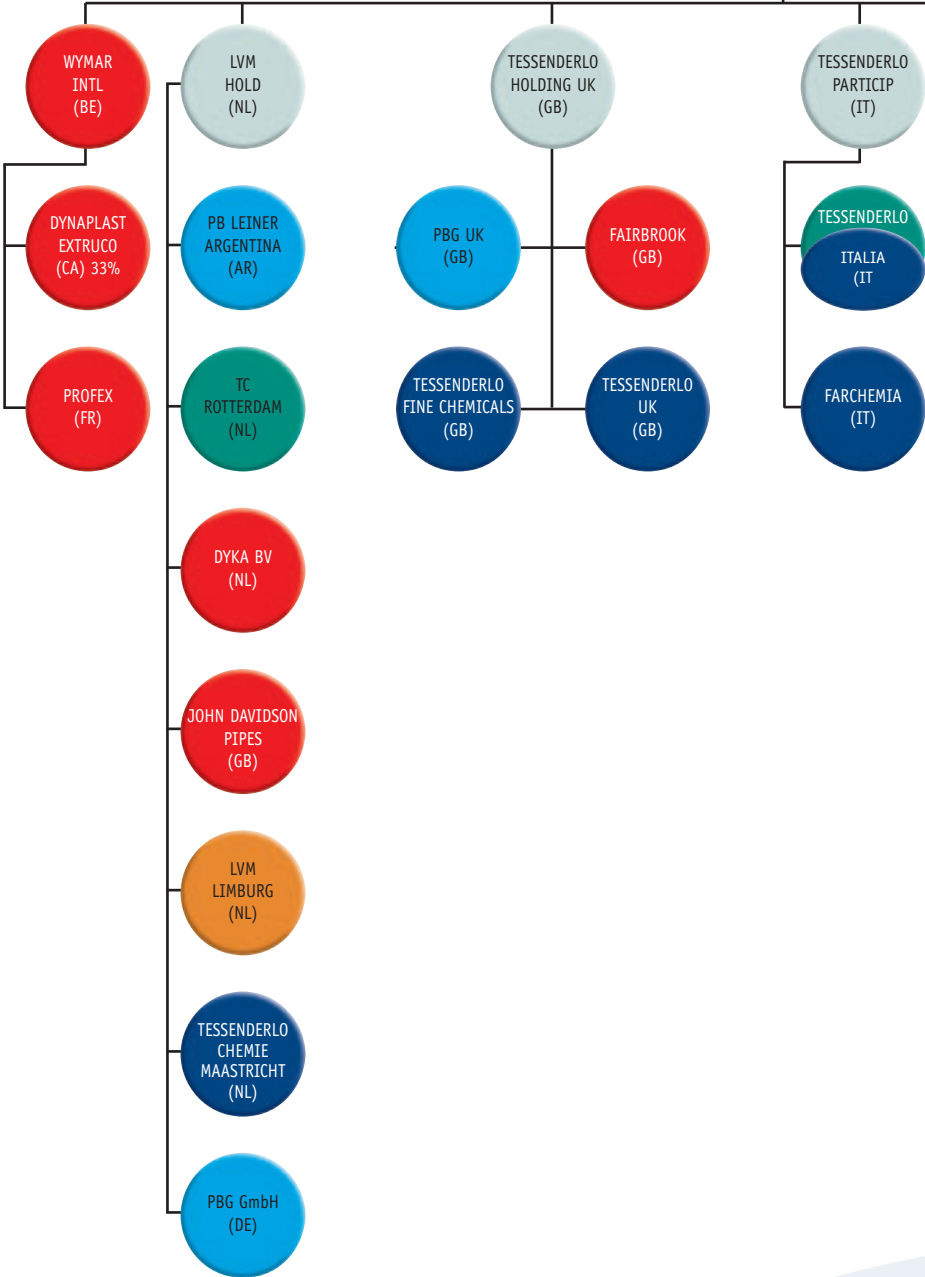 WYMAR
INTL
(BE)
LVM
HOLD
(NL)
TESSENDERLO
HOLDING UK
(GB)
TESSENDERLO
PARTICIP
(IT)
DYNAPLAST
EXTRUCO
(CA) 33%
PB LEINER
ARGENTINA
(AR)
PBG UK
(GB)
FAIRBROOK
(GB)
TESSENDERLO
ITALIA
(IT
PROFEX
(FR)
TC
ROTTERDAM
(NL)
TESSENDERLO
FINE CHEMICALS
(GB)
TESSENDERLO
UK
(GB)
FARCHEMIA
(IT)
DYKA BV
(NL)
JOHN DAVIDSON
PIPES
(GB)
LVM
LIMBURG
(NL)
TESSENDERLO
CHEMIE
MAASTRICHT
(NL)
PBG GmbH
(DE)